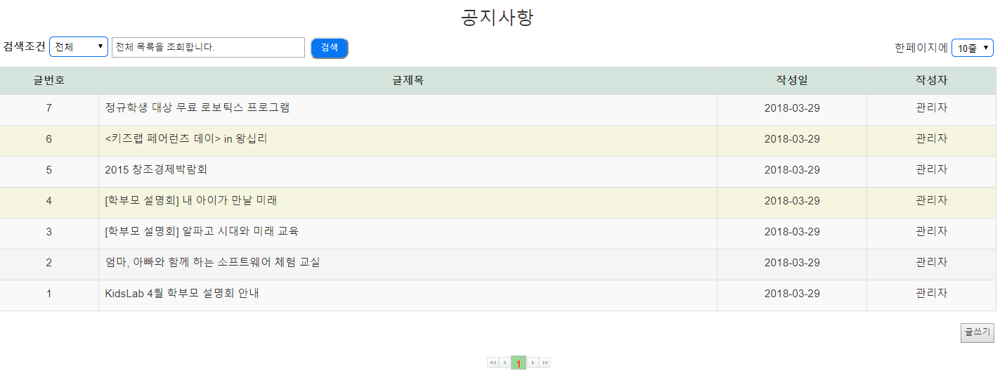 공지사항
검색조건 전체 전체 목록을 조회합니다. 검색 한페이지에 10줄
글번호 글제목 작성일 작성자
7 정규학생 대상 무료 로보틱스 프로그램 2018-03-29 관리자
6 <키즈랩 페어런츠 데이> in 왕십리 2018-03-29 관리자
5 2015 창조경제박람회 2018-03-29 관리자
4 [학부모 설명회] 내 아이가 만날 미래 2018-03-29 관리자
3 [학부모 설명회] 알파고 시대와 미래 교육 2018-03-29 관리자
2 엄마, 아빠와 함께 하는 소프트웨어 체험 교실 2018-03-29 관리자
1 KidsLab 4월 학부모 설명회 안내 2018-03-29 관리자
글쓰기
1